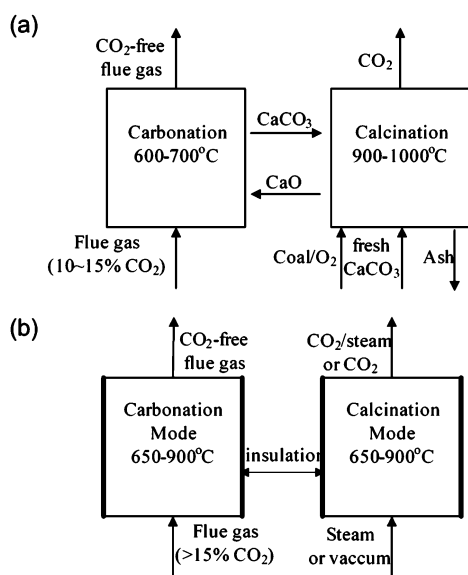 (a)
CO2-free
flue gas
CO2
Carbonation
600-700°C
CaCO3
CaO
Calcination
900-1000°C
Flue gas
(10~15% CO2)
Coal/O2
fresh
CaCO3
Ash
(b)
CO2-free
flue gas
CO2/steam
or CO2
Carbonation
Mode
650-900°C
insulation
Calcination
Mode
650-900°C
Flue gas
(>15% CO2)
Steam
or vaccum